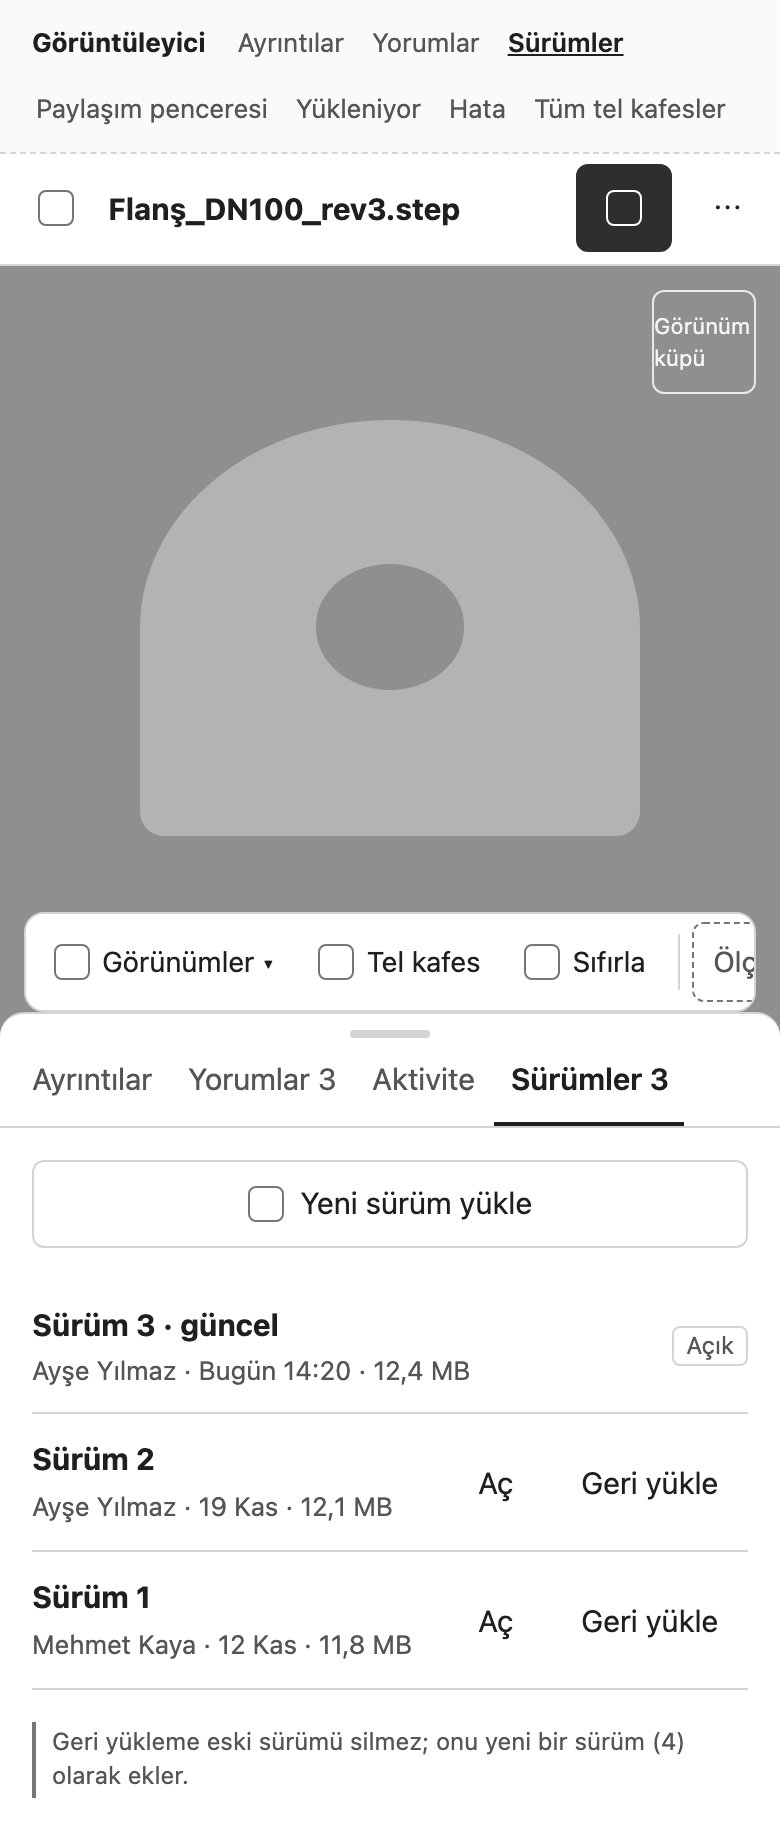 Görüntüleyici Ayrıntılar Yorumlar Sürümler
Paylaşım penceresi Yükleniyor Hata Tüm tel kafesler
Flanş_DN100_rev3.step ...
Görünüm
küpü
Görünümler ▾ Tel kafes Sıfırla Ölç
Ayrıntılar Yorumlar 3 Aktivite Sürümler 3
Yeni sürüm yükle
Sürüm 3 · güncel
Açık
Ayşe Yılmaz · Bugün 14:20 · 12,4 MB
Sürüm 2
Aç Geri yükle
Ayşe Yılmaz · 19 Kas · 12,1 MB
Sürüm 1
Aç Geri yükle
Mehmet Kaya · 12 Kas · 11,8 MB
Geri yükleme eski sürümü silmez; onu yeni bir sürüm (4)
olarak ekler.